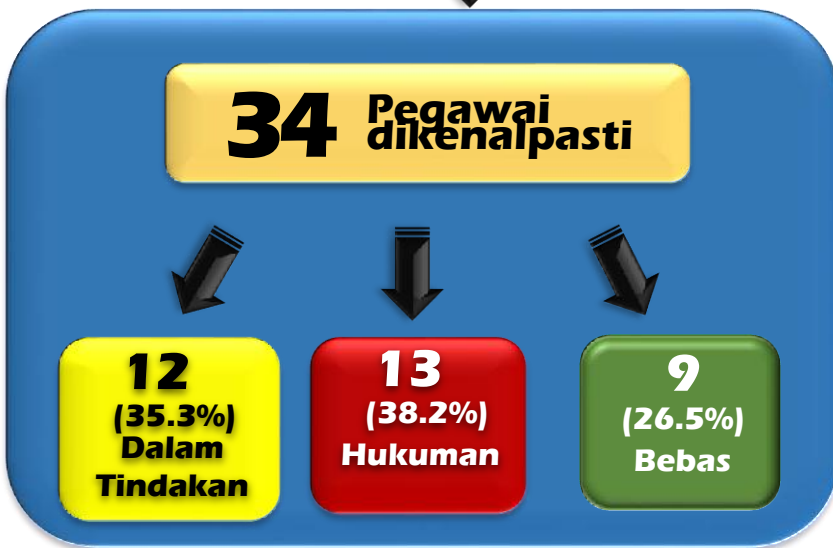 34 Pegawai
dikenalpasti
12
(35.3%)
Dalam
Tindakan
13
(38.2%)
Hukuman
9
(26.5%)
Bebas